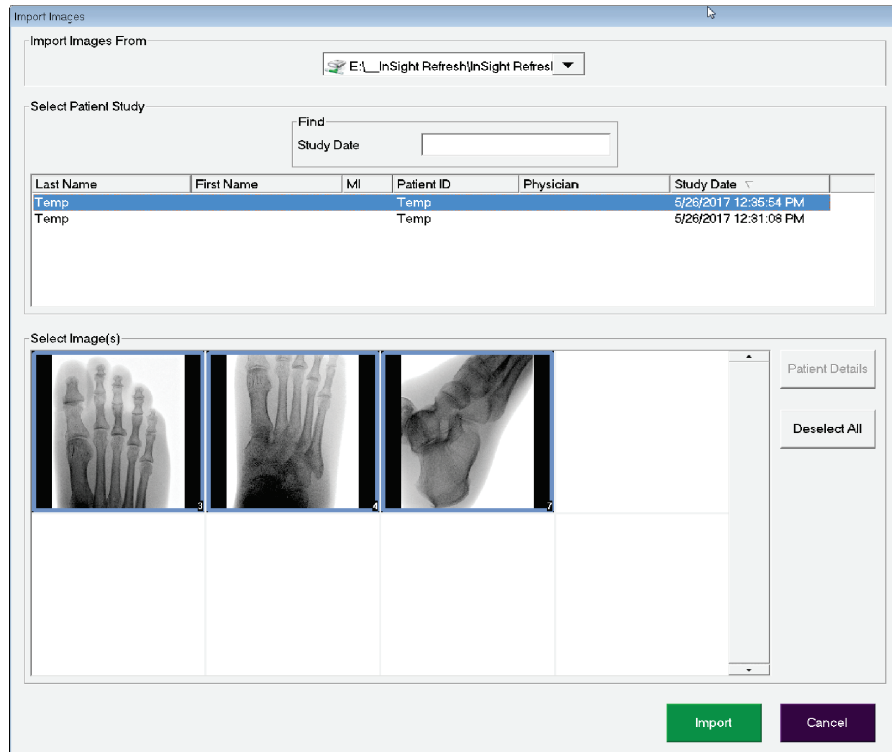 Import Images
Import Images From
E:\__InSight Refresh\InSight Refresl
Select Patient Study
Find
Study Date
Last Name First Name MI Patient ID Physician Study Date
Temp Temp 5/26/2017 12:35:54 PM
Temp Temp 5/26/2017 12:31:08 PM
Select Image(s)
3 4 7
Patient Details
Deselect All
Import Cancel